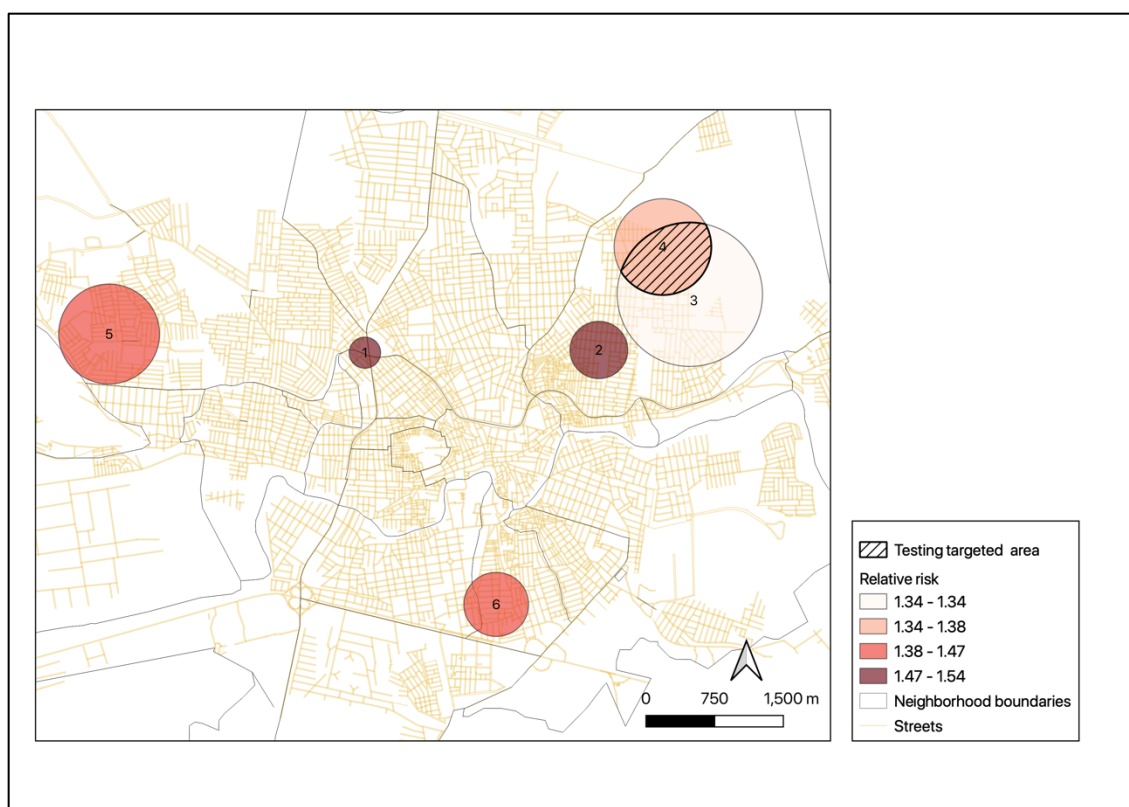 4
3
5
1
2
6
0 750 1,500 m
Testing targeted area
Relative risk
1.34 - 1.34
1.34 - 1.38
1.38 - 1.47
1.47 - 1.54
Neighborhood boundaries
Streets